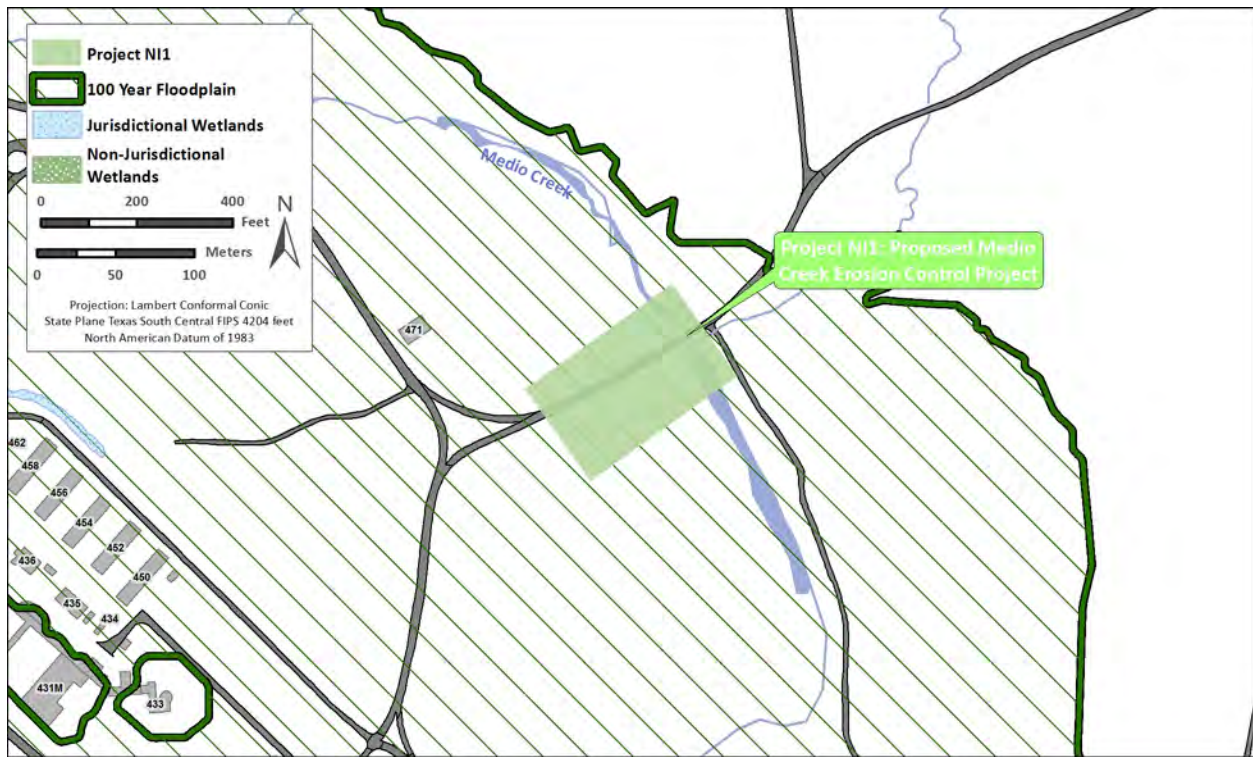 Project NI1
100 Year Floodplain
Jurisdictional Wetlands
Non-Jurisdictional
Wetlands
0 200 400
Feet
Meters
0 50 100
N
Projection: Lambert Conformal Conic
State Plane Texas South Central FIPS 4204 feet
North American Datum of 1983
Medio Creek
Project NI1: Proposed Medio
Creek Erosion Control Project
471
462
458
456
454
452
450
436
435
434
431M
433